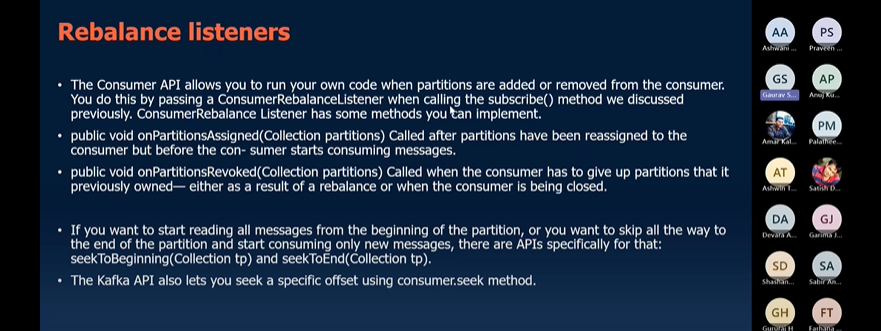 Rebalance listeners
• The Consumer API allows you to run your own code when partitions are added or removed from the consumer.
You do this by passing a ConsumerRebalanceListener when calling the subscribe() method we discussed
previously. ConsumerRebalance Listener has some methods you can implement.
• public void onPartitionsAssigned(Collection partitions) Called after partitions have been reassigned to the
consumer but before the con- sumer starts consuming messages.
• public void onPartitionsRevoked(Collection partitions) Called when the consumer has to give up partitions that it
previously owned— either as a result of a rebalance or when the consumer is being closed.
• If you want to start reading all messages from the beginning of the partition, or you want to skip all the way to
the end of the partition and start consuming only new messages, there are APIs specifically for that:
seekToBeginning(Collection tp) and seekToEnd(Collection tp).
• The Kafka API also lets you seek a specific offset using consumer.seek method.
AA PS
Ashwani ... Praveen ...
GS AP
Gaurav S... Anuj Ku...
PM
Amar Kal... Palathee...
AT
Ashwin T... Satish D...
DA GJ
Devara A... Garima J...
SD SA
Shashan... Sabir An...
GH FT
Gururaj H Farhana